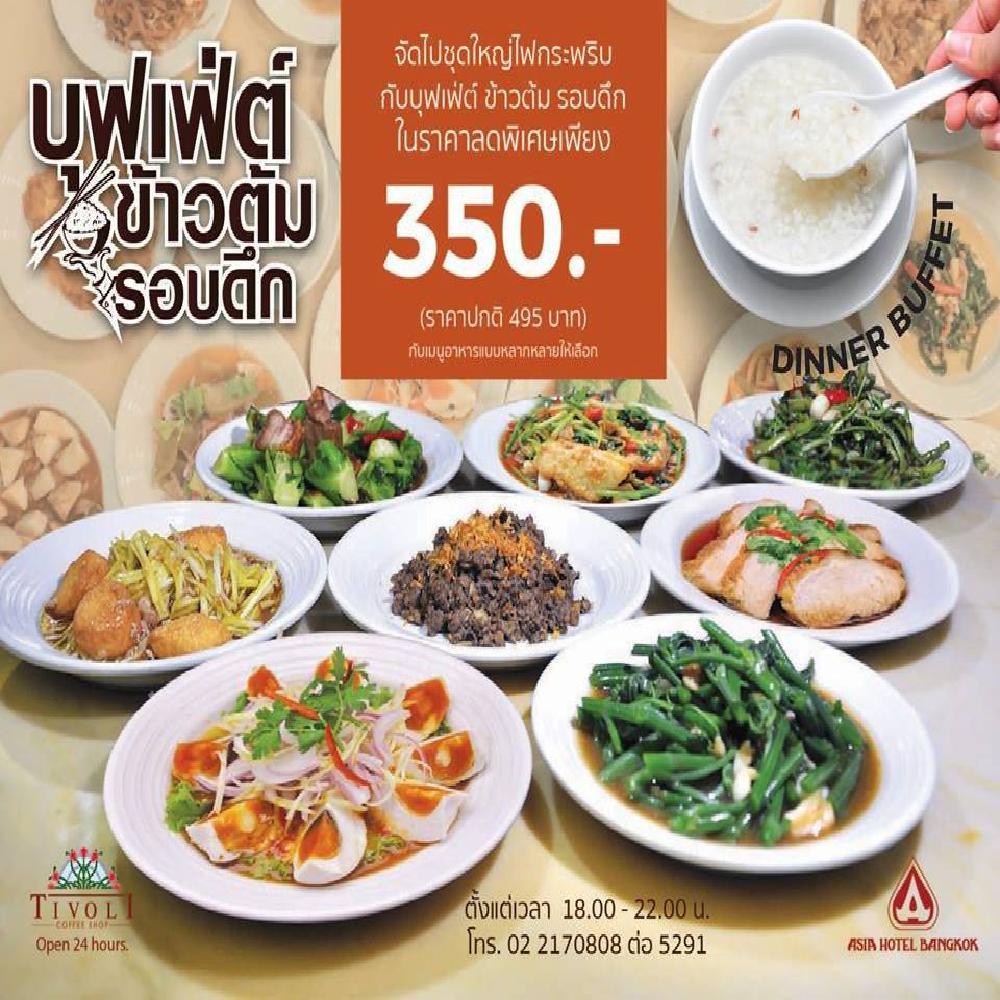 บุฟเฟ่ต์
ข้าวต้ม
รอบดึก
จัดไปชุดใหญ่ไฟกระพริบ
กับบุฟเฟ่ต์ ข้าวต้ม รอบดึก
ในราคาลดพิเศษเพียง
350.-
(ราคาปกติ 495 บาท)
กับเมนูอาหารแบบหลากหลายให้เลือก
DINNER BUFFET
TIVOLI
COFFEE SHOP
Open 24 hours.
ตั้งแต่เวลา 18.00 - 22.00 น.
โทร. 02 2170808 ต่อ 5291
ASIA HOTEL BANGKOK